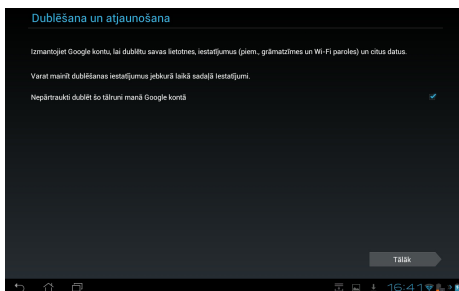 Dublēšana un atjaunošana
Izmantojiet Google kontu, lai dublētu savas lietotnes, iestatījumus (piem., grāmatzīmes un Wi-Fi paroles) un citus datus.
Varat mainīt dublēšanas iestatījumus jebkurā laikā sadaļā Iestatījumi.
Nepārtraukti dublēt šo tālruni manā Google kontā
Tālāk
16:41